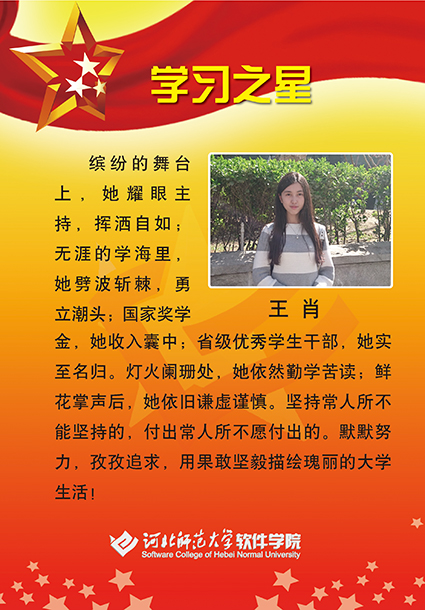 学习之星
缤纷的舞台
上，她耀眼主
持，挥洒自如；
无涯的学海里，
她劈波斩棘，勇
立潮头；国家奖学
王肖
金，她收入囊中；省级优秀学生干部，她实
至名归。灯火阑珊处，她依然勤学苦读；鲜
花掌声后，她依旧谦虚谨慎。坚持常人所不
能坚持的，付出常人所不愿付出的。默默努
力，孜孜追求，用果敢坚毅描绘瑰丽的大学
生活！
河北师范大学软件学院
Software College of Hebei Normal University